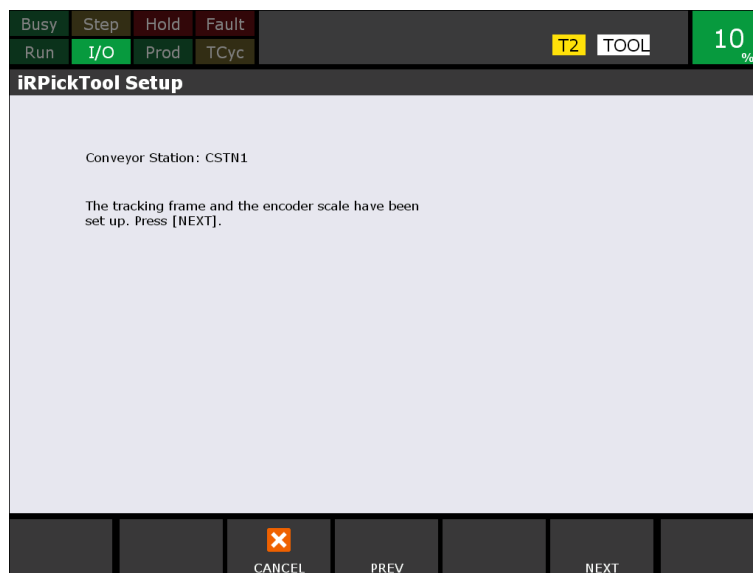 Busy Step Hold Fault
Run I/O Prod TCyc
T2 TOOL
10
%
iRPickTool Setup
Conveyor Station: CSTN1
The tracking frame and the encoder scale have been
set up. Press [NEXT].
CANCEL PREV NEXT